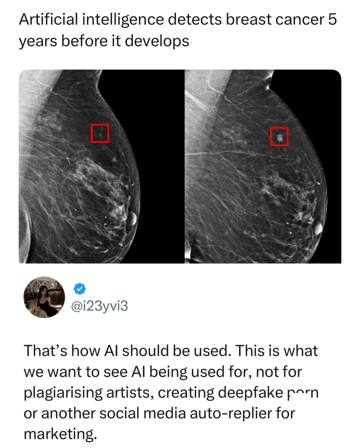 Artificial intelligence detects breast cancer 5
years before it develops
@i23yvi3
That's how AI should be used. This is what
we want to see AI being used for, not for
plagiarising artists, creating deepfake porn
or another social media auto-replier for
marketing.